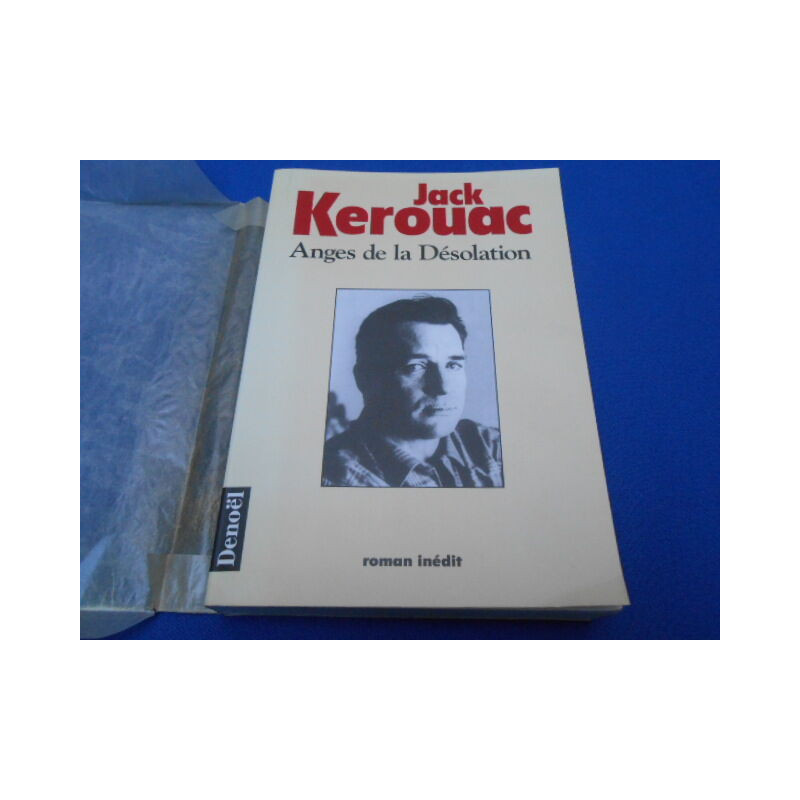 Jack
Kerouac
Anges de la Désolation
Denoël
roman inédit